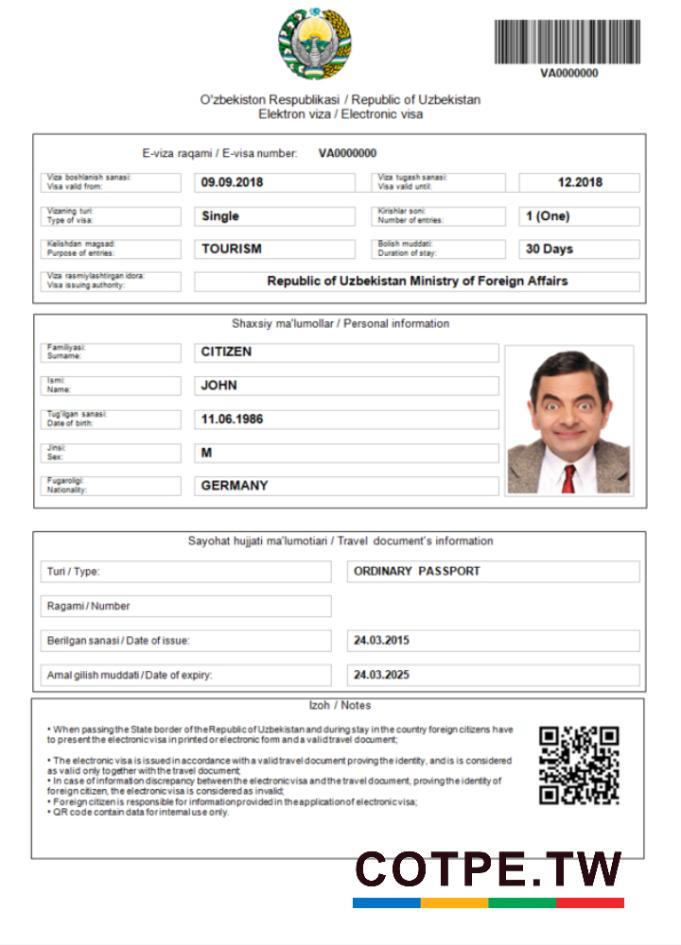 VA0000000
O'zbekiston Respublikasi / Republic of Uzbekistan
Elektron viza / Electronic visa
E-viza raqami / E-visa number: VA0000000
Viza boshlanish sanasi:
Visa valid from:
09.09.2018
Viza tugash sanasi:
Visa valid until:
12.2018
Vizaning turi:
Type of visa:
Single
Kirishlar soni:
Number of entries:
1 (One)
Kelishdan magsad:
Purpose of entries:
TOURISM
Bolish muddati:
Duration of stay:
30 Days
Viza rasmiylashtirgan idora:
Visa issuing authority:
Republic of Uzbekistan Ministry of Foreign Affairs
Shaxsiy ma'lumollar / Personal information
Familiyasi:
Surname:
CITIZEN
Ismi:
Name:
JOHN
Tug'ilgan sanasi:
Date of birth:
11.06.1986
Jinsi:
Sex:
M
Fugaroligi:
Nationality:
GERMANY
Sayohat hujjati ma'lumotiari / Travel document's information
Turi / Type:
ORDINARY PASSPORT
Ragami / Number
Berilgan sanasi / Date of issue:
24.03.2015
Amal gilish muddati / Date of expiry:
24.03.2025
Izoh / Notes
• When passing the State border of the Republic of Uzbekistan and during stay in the country foreign citizens have
to present the electronic visa in printed or electronic form and a valid travel document;
• The electronic visa is issued in accordance with a valid travel document proving the identity, and is is considered
as valid only together with the travel document;
• In case of information discrepancy between the electronic visa and the travel document, proving the identity of
foreign citizen, the electronic visa is considered as invalid;
• Foreign citizen is responsible for information provided in the application of electronic visa;
• QR code contain data for internal use only.
COTPE.TW